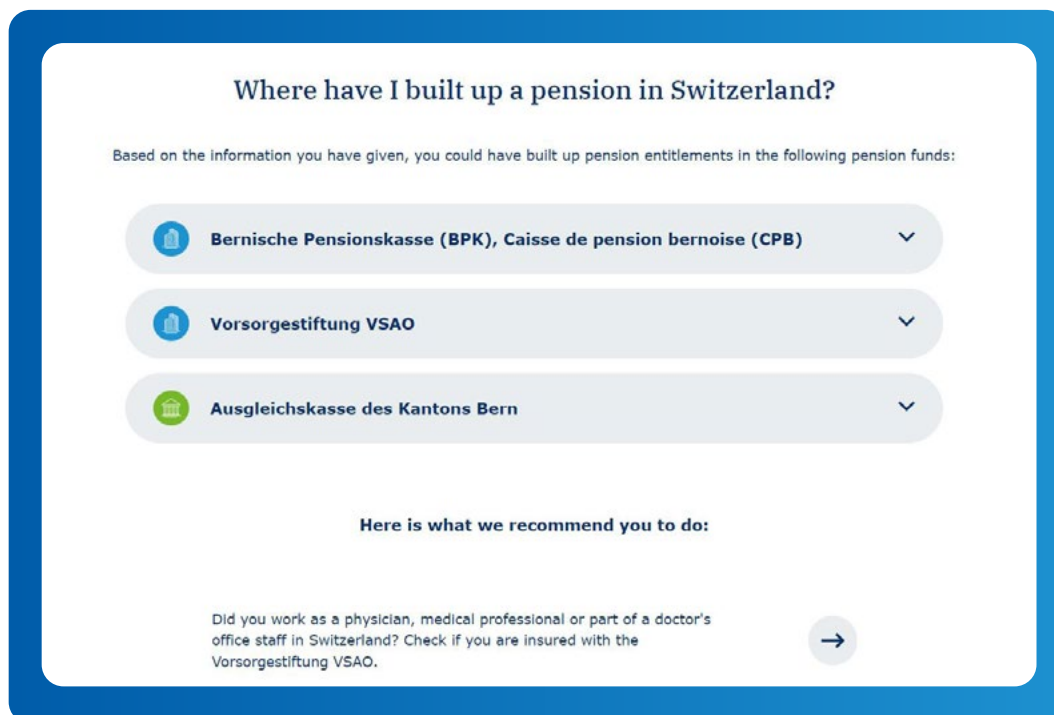 Where have I built up a pension in Switzerland?
Based on the information you have given, you could have built up pension entitlements in the following pension funds:
Bernische Pensionskasse (BPK), Caisse de pension bernoise (CPB)
Vorsorgestiftung VSAO
Ausgleichskasse des Kantons Bern
Here is what we recommend you to do:
Did you work as a physician, medical professional or part of a doctor's
office staff in Switzerland? Check if you are insured with the
Vorsorgestiftung VSAO.